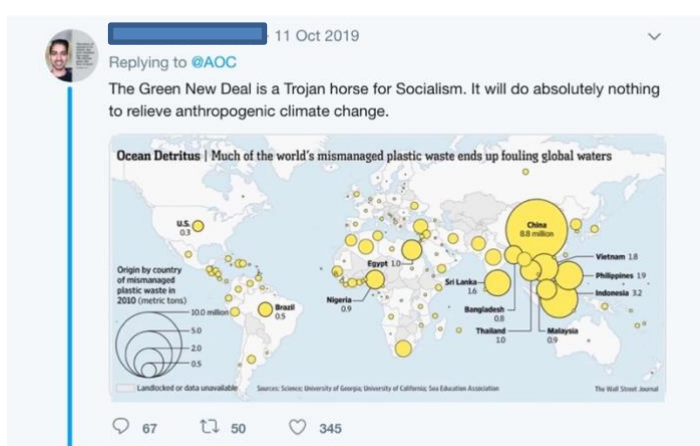 11 Oct 2019
Replying to @AOC
The Green New Deal is a Trojan horse for Socialism. It will do absolutely nothing
to relieve anthropogenic climate change.
Ocean Detritus | Much of the world's mismanaged plastic waste ends up fouling global waters
U.S.
0.3
China
8.8 million
Egypt 1.0
Vietnam 1.8
Philippines 1.9
Indonesia 3.2
Sri Lanka
1.6
Origin by country
of mismanaged
plastic waste in
2010 (metric tons)
10.0 million
5.0
2.0
0.5
Brazil
0.5
Nigeria
0.9
Bangladesh
0.8
Thailand
1.0
Malaysia
0.9
Landlocked or data unavailable
Sources: Science; University of Georgia; University of California; Sea Education Association
The Wall Street Journal
67 50 345